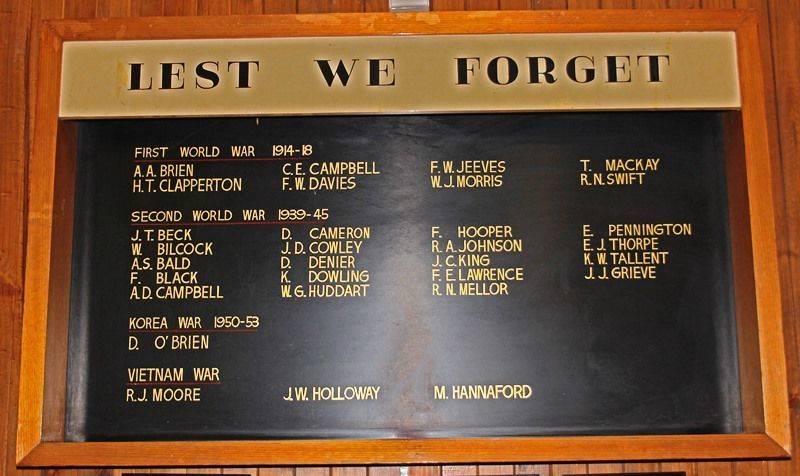 LEST WE FORGET
FIRST WORLD WAR 1914-18
A.A. BRIEN C.E. CAMPBELL F.W. JEEVES T. MACKAY
H.T. CLAPPERTON F.W. DAVIES W.J. MORRIS R.N. SWIFT
SECOND WORLD WAR 1939-45
J.T. BECK D. CAMERON F. HOOPER E. PENNINGTON
W. BILCOCK J.D. COWLEY R.A. JOHNSON E.J. THORPE
A.S. BALD D. DENIER J.C. KING K.W. TALLENT
F. BLACK K. DOWLING F.E. LAWRENCE J.J. GRIEVE
A.D. CAMPBELL W.G. HUDDART R.N. MELLOR
KOREA WAR 1950-53
D. O'BRIEN
VIETNAM WAR
R.J. MOORE J.W. HOLLOWAY M. HANNAFORD